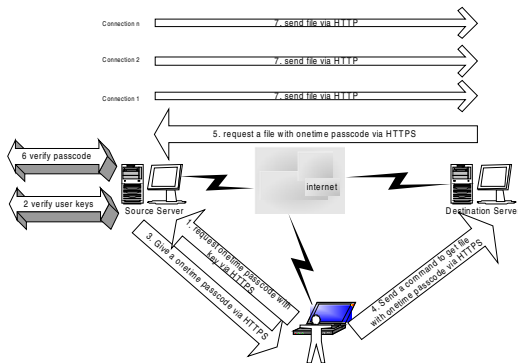 Connection n
7. send file via HTTP
Connection 2
7. send file via HTTP
Connection 1
7. send file via HTTP
5. request a file with onetime passcode via HTTPS
6 verify passcode
internet
2 verify user keys
Source Server
Destination Serve
1. request onetime passcode with
key via HTTPS
3. Give a onetime passcode via HTTPS
4. Send a command to get file
with onetime passcode via HTTPS